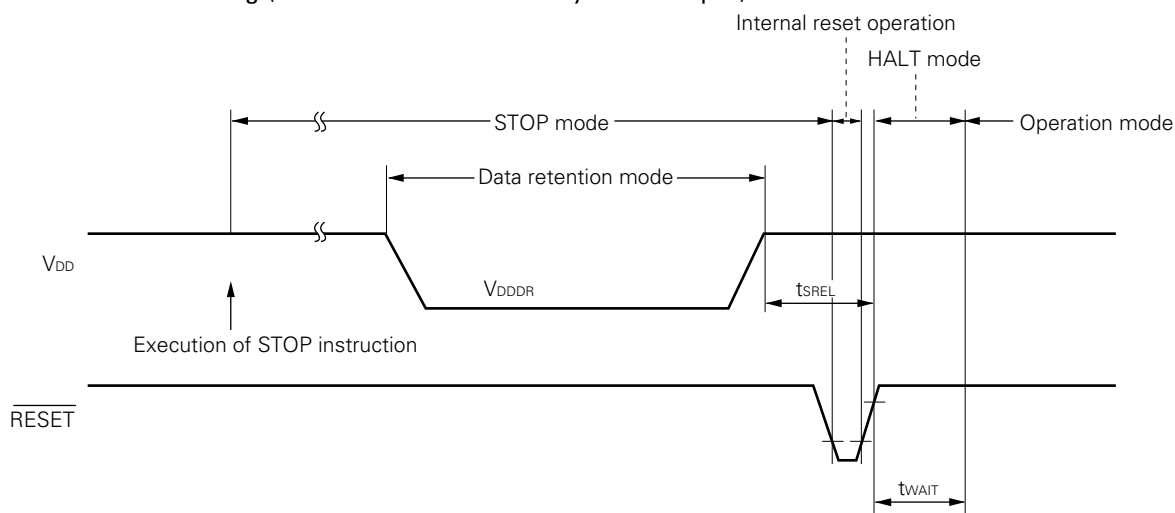 Internal reset operation
HALT mode
STOP mode
Operation mode
Data retention mode
VDD
VDDDR
tSREL
Execution of STOP instruction
RESET
tWAIT